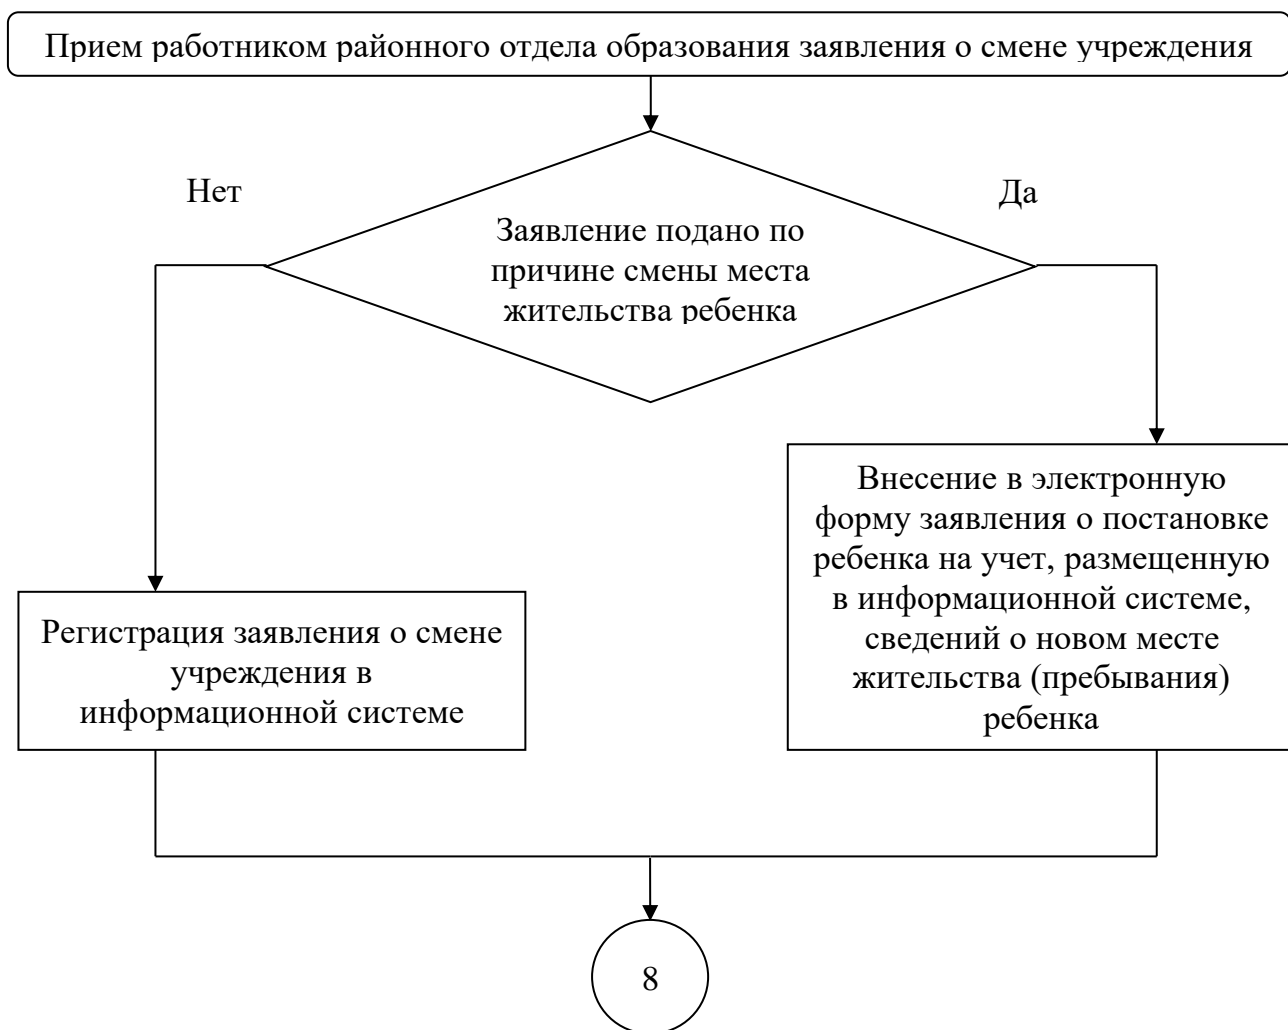 Прием работником районного отдела образования заявления о смене учреждения
Нет
Да
Заявление подано по
причине смены места
жительства ребенка
Внесение в электронную
форму заявления о постановке
ребенка на учет, размещенную
в информационной системе,
сведений о новом месте
жительства (пребывания)
ребенка
Регистрация заявления о смене
учреждения в
информационной системе
8